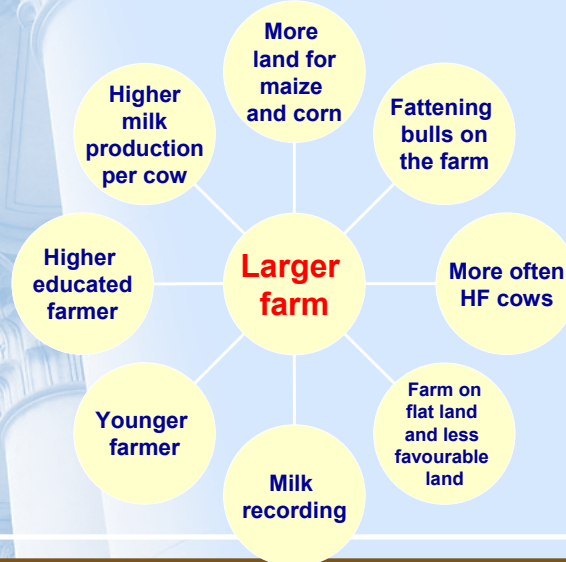 More
land for
maize
and corn
Higher
milk
production
per cow
Fattening
bulls on
the farm
Higher
educated
farmer
Larger
farm
More often
HF cows
Younger
farmer
Farm on
flat land
and less
favourable
land
Milk
recording